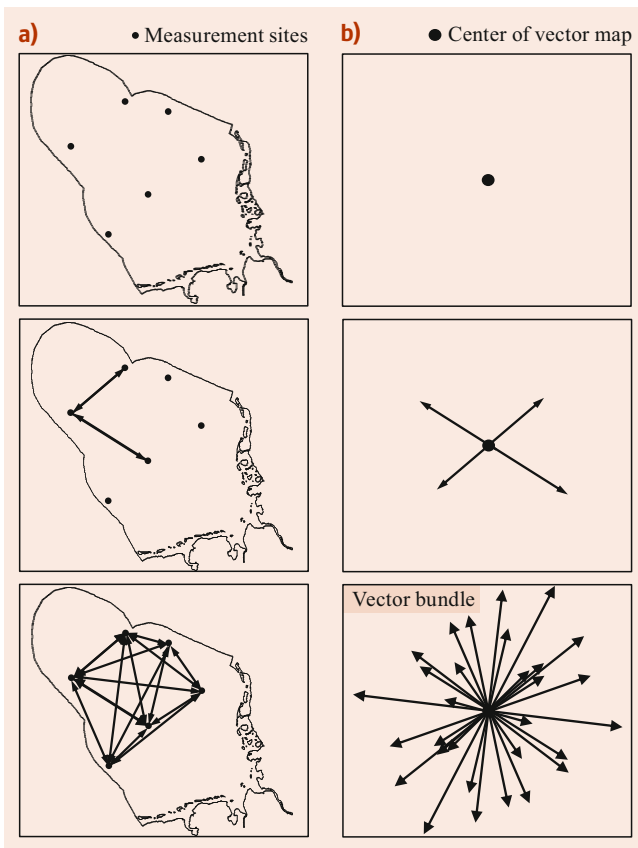 a)
• Measurement sites
b)
● Center of vector map
Vector bundle